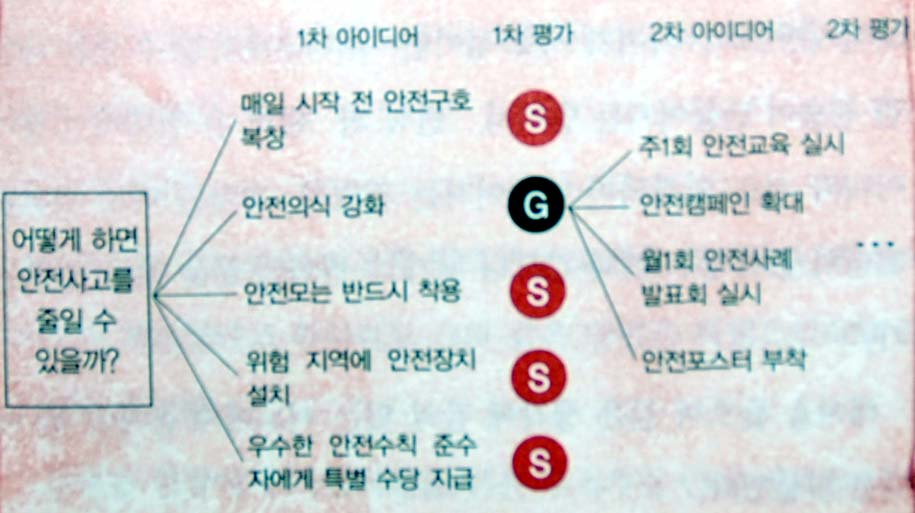 1차 아이디어 1차 평가 2차 아이디어 2차 평가
어떻게 하면
안전사고를
줄일 수
있을까?
매일 시작 전 안전구호
복창
S
안전의식 강화
G
안전모는 반드시 착용
S
위험 지역에 안전장치
설치
S
우수한 안전수칙 준수
자에게 특별 수당 지급
S
주1회 안전교육 실시
안전캠페인 확대
월1회 안전사례
발표회 실시
안전포스터 부착
...